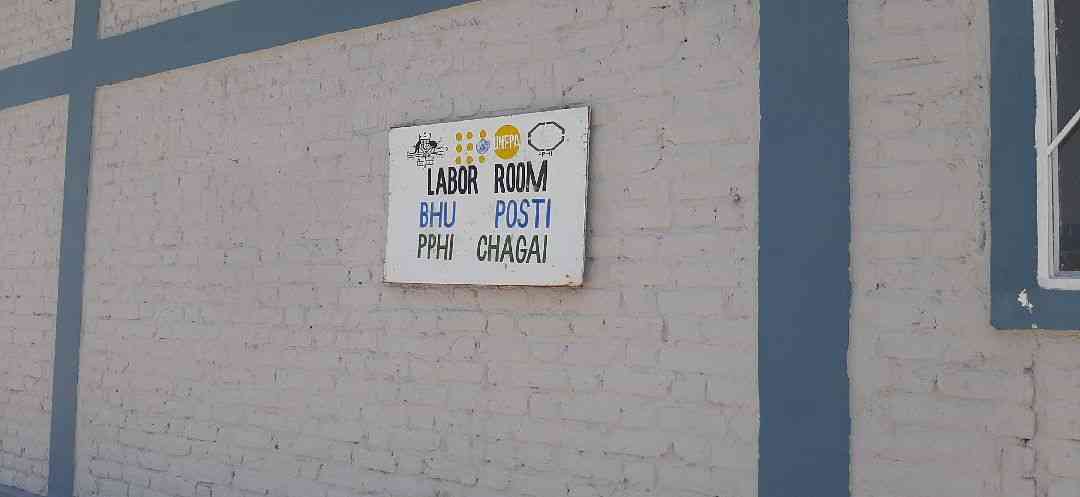 UNFPA
LABOR ROOM
BHU POSTI
PPHI CHAGAI